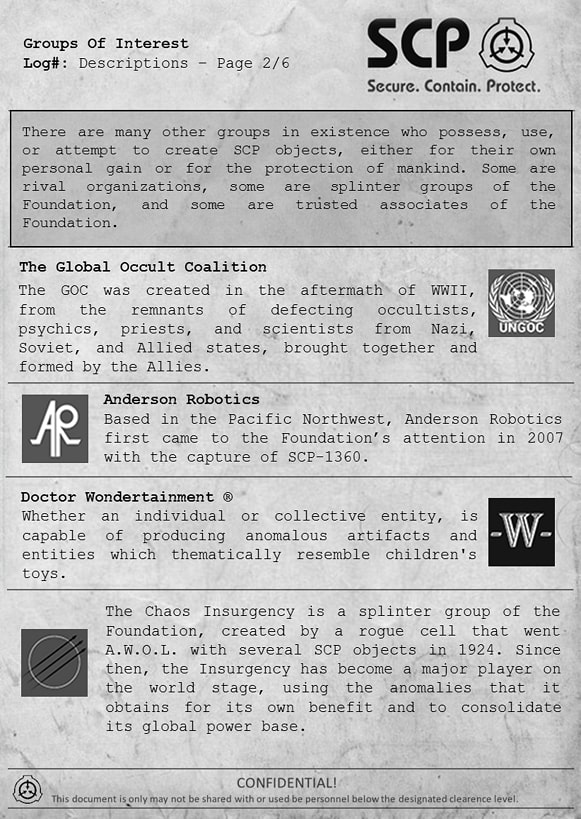 Groups Of Interest
Log#: Descriptions – Page 2/6
SCP
Secure. Contain. Protect.
There are many other groups in existence who possess, use,
or attempt to create SCP objects, either for their own
personal gain or for the protection of mankind. Some are
rival organizations, some are splinter groups of the
Foundation, and some are trusted associates of the
Foundation.
The Global Occult Coalition
The GOC was created in the aftermath of WWII,
from the remnants of defecting occultists,
psychics, priests, and scientists from Nazi,
Soviet, and Allied states, brought together and
formed by the Allies.
UNGOC
Anderson Robotics
Based in the Pacific Northwest, Anderson Robotics
first came to the Foundation’s attention in 2007
with the capture of SCP-1360.
AR
Doctor Wondertainment ®
Whether an individual or collective entity, is
capable of producing anomalous artifacts and
entities which thematically resemble children's
toys.
-W-
The Chaos Insurgency is a splinter group of the
Foundation, created by a rogue cell that went
A.W.O.L. with several SCP objects in 1924. Since
then, the Insurgency has become a major player on
the world stage, using the anomalies that it
obtains for its own benefit and to consolidate
its global power base.
CONFIDENTIAL!
This document is only may not be shared with or used be personnel below the designated clearence level.